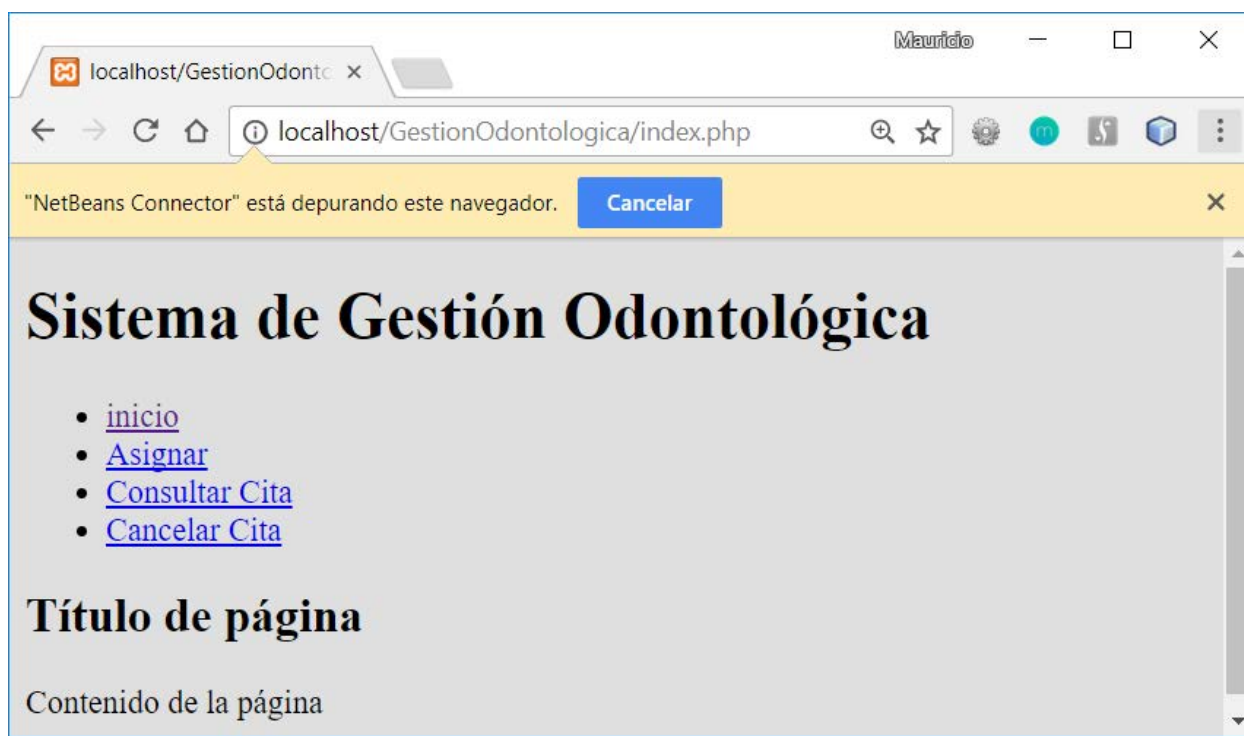 Mauricio
localhost/GestionOdonto
localhost/GestionOdontologica/index.php
"NetBeans Connector" está depurando este navegador. Cancelar
Sistema de Gestión Odontológica
inicio
Asignar
Consultar Cita
Cancelar Cita
Título de página
Contenido de la página